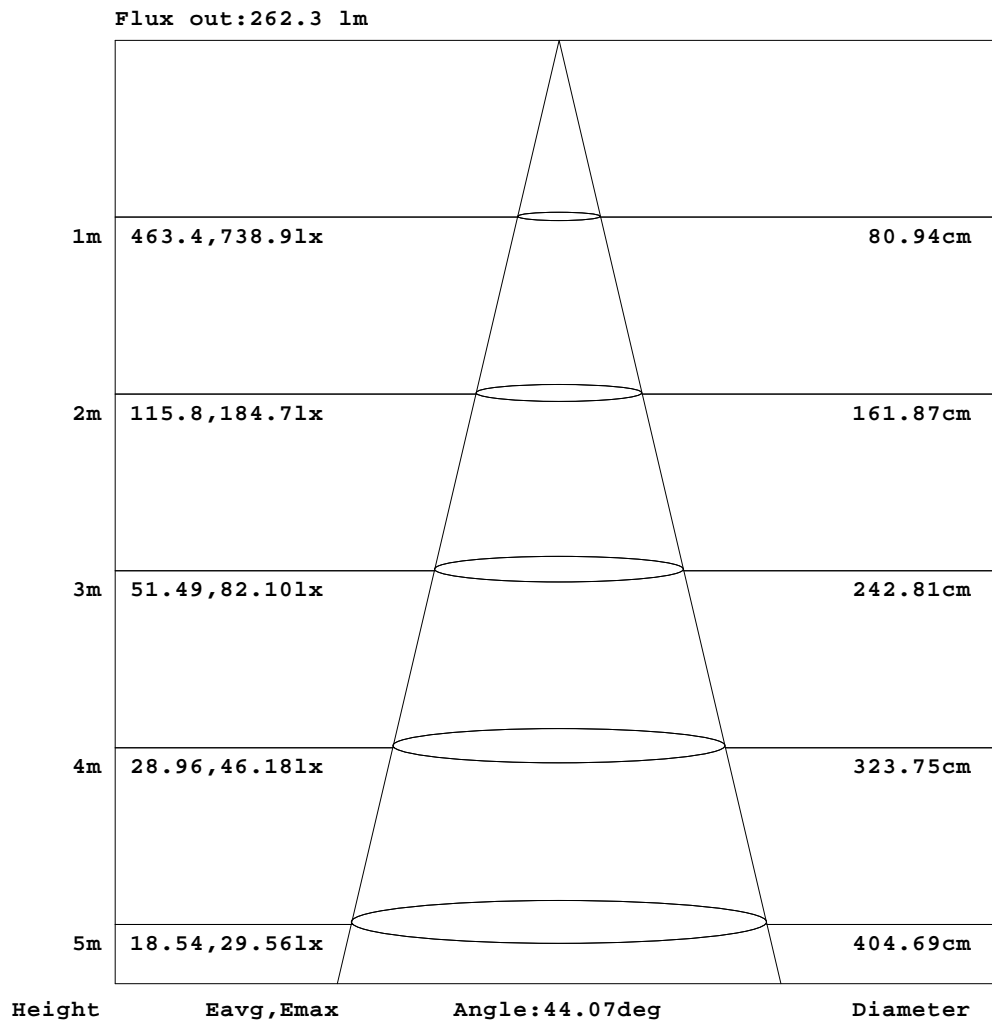 Flux out:262.3 lm
1m 463.4,738.9lx 80.94cm
2m 115.8,184.7lx 161.87cm
3m 51.49,82.10lx 242.81cm
4m 28.96,46.18lx 323.75cm
5m 18.54,29.56lx 404.69cm
Height Eavg,Emax Angle:44.07deg Diameter